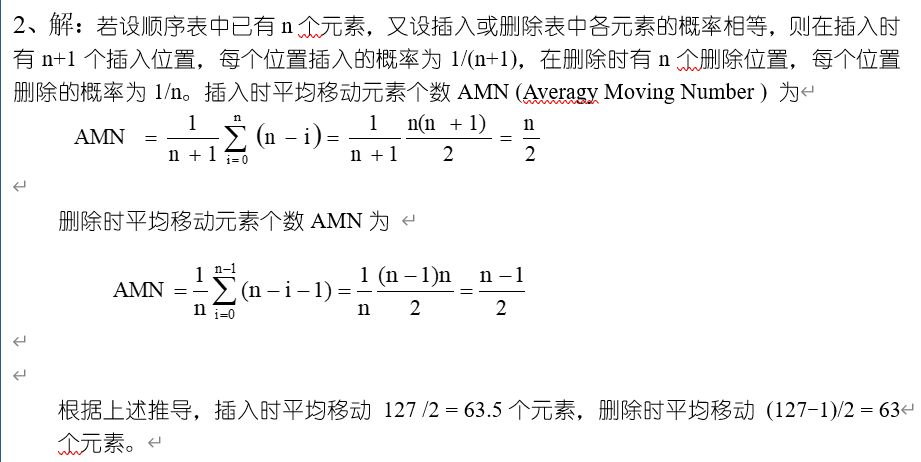 2、解：若设顺序表中已有 n 个元素，又设插入或删除表中各元素的概率相等，则在插入时
有 n+1 个插入位置，每个位置插入的概率为 1/(n+1)，在删除时有 n 个删除位置，每个位置
删除的概率为 1/n。插入时平均移动元素个数 AMN (Averagy Moving Number ) 为↵
AMN = \frac{1}{n + 1} \sum_{i=0}^{n} (n - i) = \frac{1}{n + 1} \frac{n(n + 1)}{2} = \frac{n}{2}
↵
删除时平均移动元素个数 AMN 为 ↵
AMN = \frac{1}{n} \sum_{i=0}^{n-1} (n - i - 1) = \frac{1}{n} \frac{(n - 1)n}{2} = \frac{n - 1}{2}
↵
↵
根据上述推导，插入时平均移动 127 /2 = 63.5 个元素，删除时平均移动 (127−1)/2 = 63↵
个元素。↵